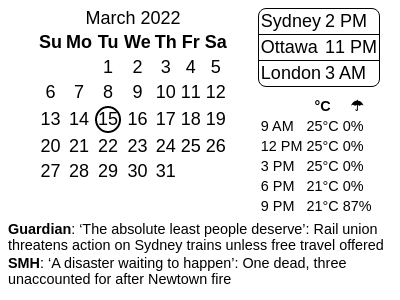 March 2022
Su Mo Tu We Th Fr Sa
1 2 3 4 5
6 7 8 9 10 11 12
13 14 15 16 17 18 19
20 21 22 23 24 25 26
27 28 29 30 31
Sydney 2 PM
Ottawa 11 PM
London 3 AM
°C ☂
9 AM 25°C 0%
12 PM 25°C 0%
3 PM 25°C 0%
6 PM 21°C 0%
9 PM 21°C 87%
Guardian: ‘The absolute least people deserve’: Rail union
threatens action on Sydney trains unless free travel offered
SMH: ‘A disaster waiting to happen’: One dead, three
unaccounted for after Newtown fire